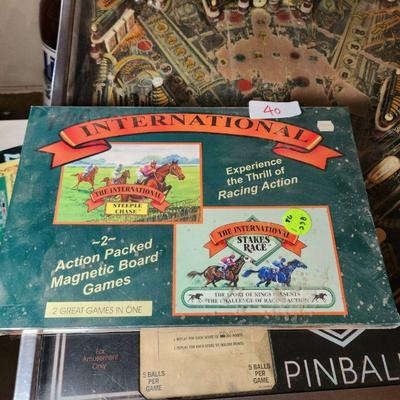 40
INTERNATIONAL
Experience
the Thrill of
Racing Action
THE INTERNATIONAL
STEEPLE
CHASE
~2~
Action Packed
Magnetic Board
Games
2 GREAT GAMES IN ONE
THE INTERNATIONAL
STAKES
RACE
THE SPORT OF KINGS PRESENTS
THE CHALLENGE OF RACING ACTION
For
Amusement
Only
5 BALLS
PER
GAME
5 BALLS
PER
GAME
PINBALL